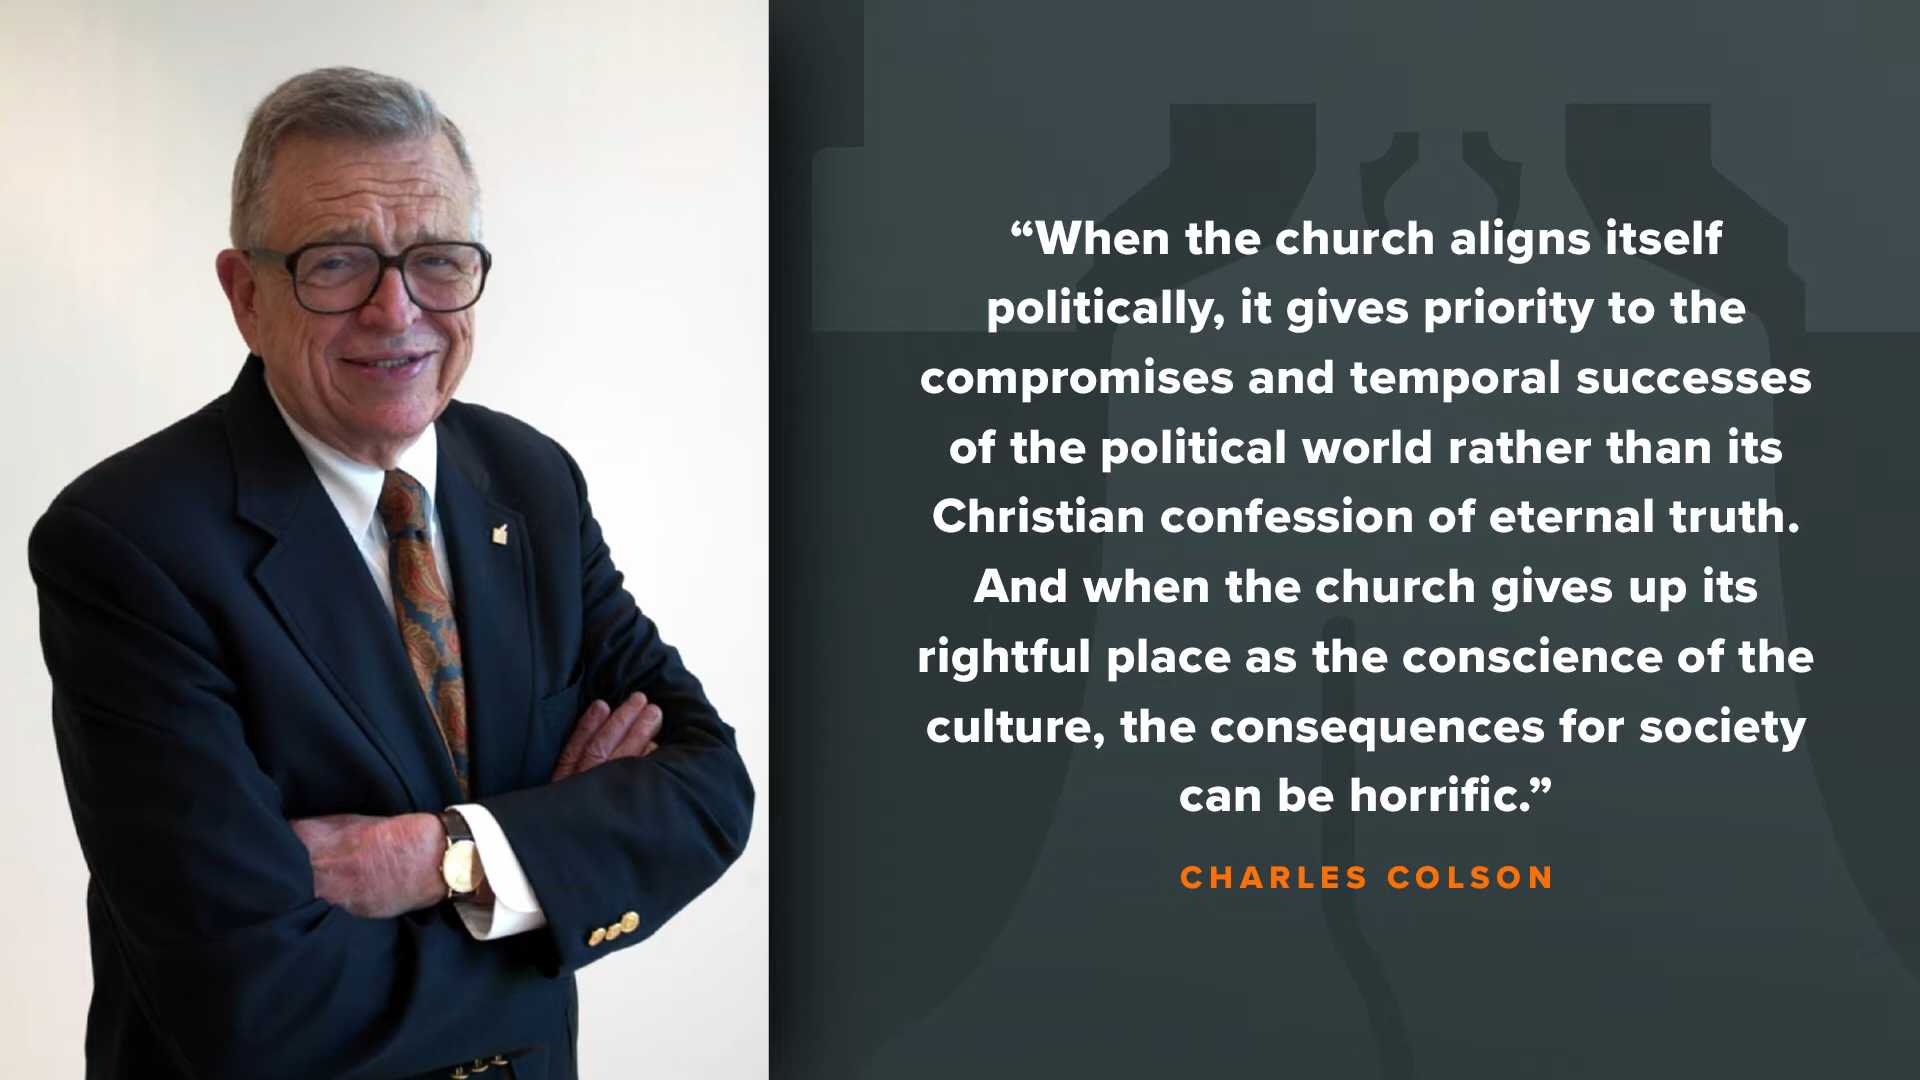 “When the church aligns itself
politically, it gives priority to the
compromises and temporal successes
of the political world rather than its
Christian confession of eternal truth.
And when the church gives up its
rightful place as the conscience of the
culture, the consequences for society
can be horrific.”
CHARLES COLSON